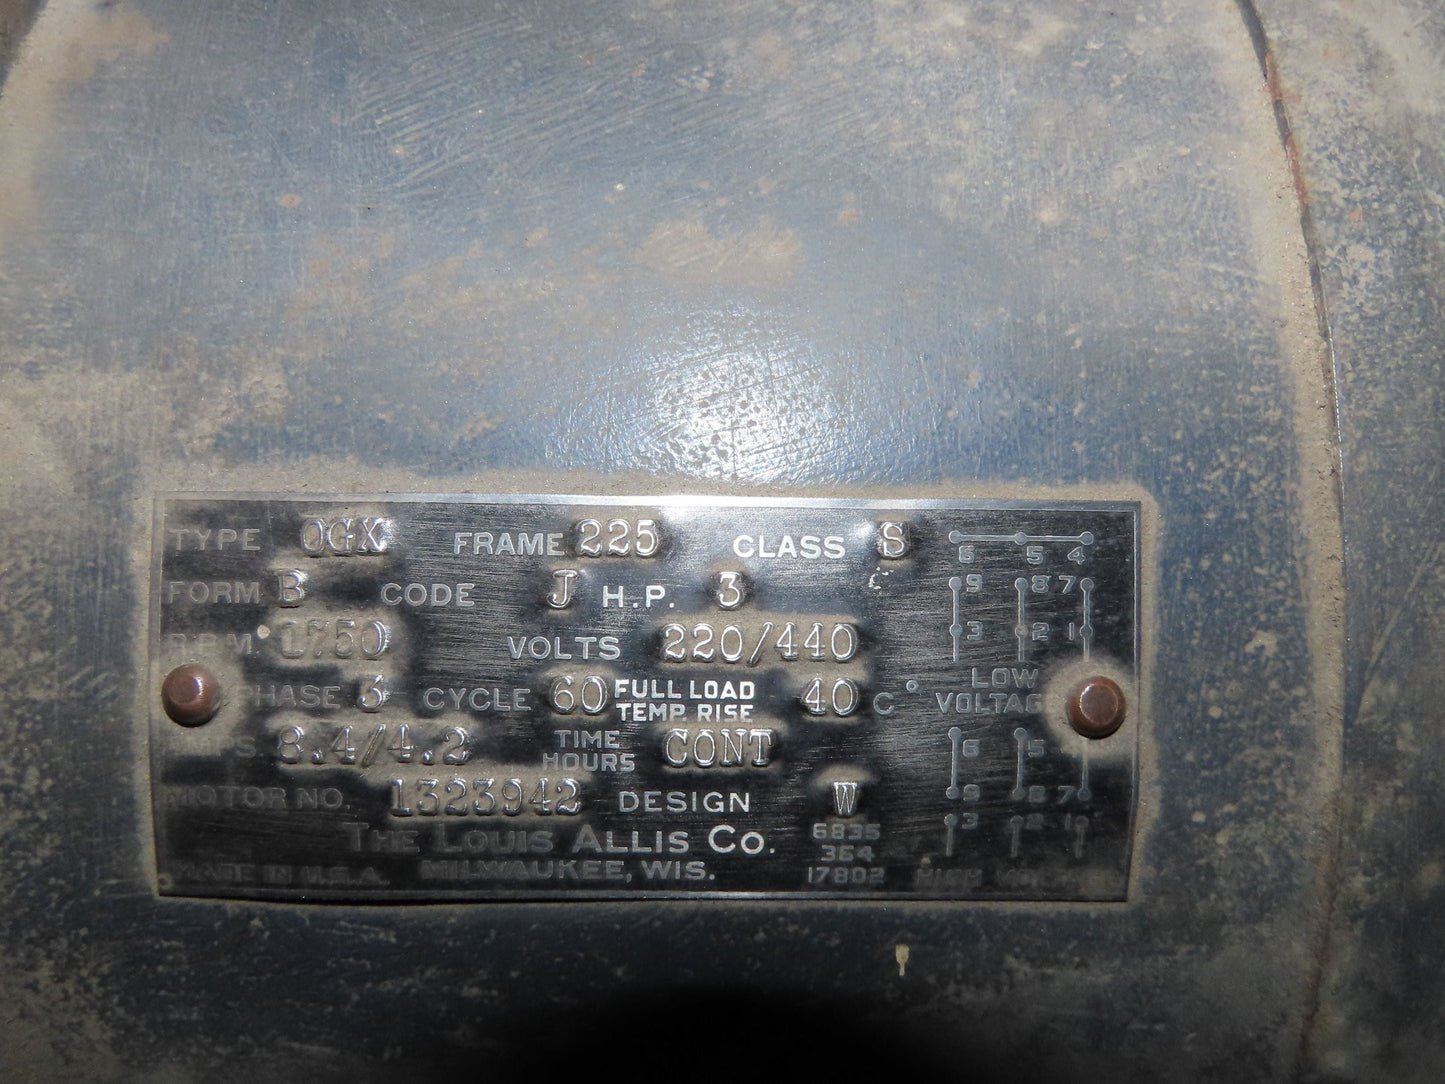 TYPE OGX FRAME 225 CLASS S
FORM B CODE J H.P. 3
R.P.M. 1750 VOLTS 220/440
PHASE 3 CYCLE 60 FULL LOAD TEMP. RISE 40 C°
AMPS. 8.4/4.2 TIME HOURS CONT
MOTOR NO. 1323942 DESIGN W
THE LOUIS ALLIS CO.
MILWAUKEE, WIS.
MADE IN U.S.A.
6835
364
17802
6 5 4
9 8 7
3 2 1
LOW
VOLTAGE
6 5
9 8 7
3 2 1
HIGH VOLTAGE